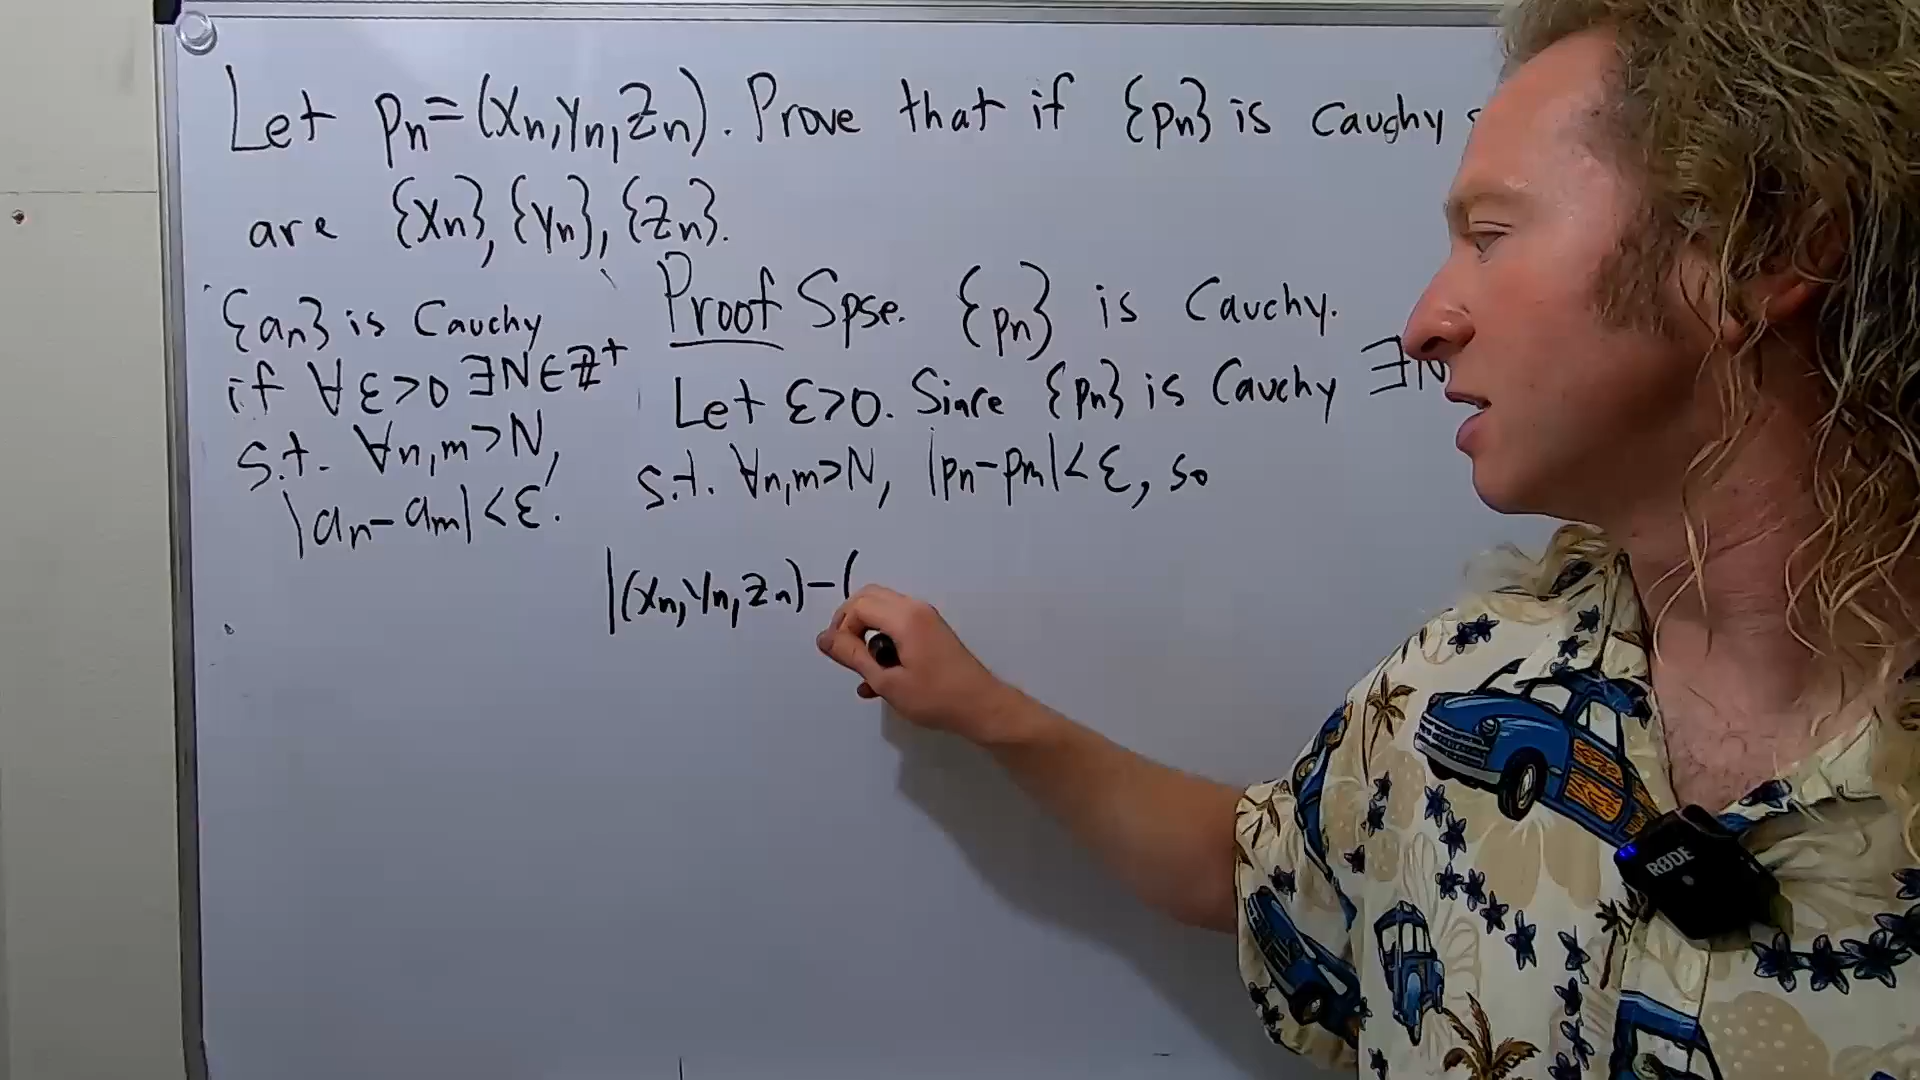 Let pn=(xn,yn,zn). Prove that if {pn} is Cauchy
are {xn}, {yn}, {zn}.
{an} is Cauchy
if ∀ε>0 ∃N∈ℤ+
s.t. ∀n,m>N,
|an-am|<ε.
Proof Spse. {pn} is Cauchy.
Let ε>0. Since {pn} is Cauchy ∃N
s.t. ∀n,m>N, |pn-pm|<ε, so
|(xn,yn,zn)-(
RØDE